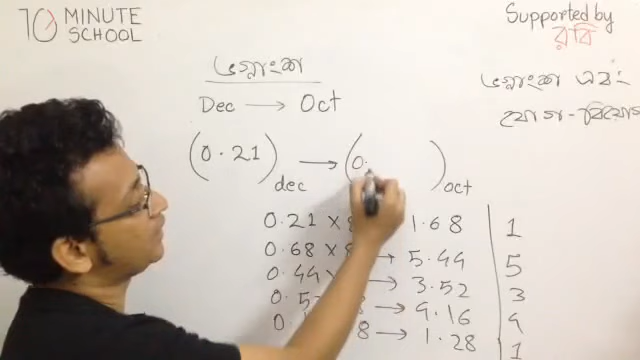 10 MINUTE
SCHOOL
Supported by
রবি
ভগ্নাংশ
ভগ্নাংশ এবং
যোগ-বিয়োগ
Dec → Oct
(0.21)dec → (0. )oct
0.21 × 8 1.68 | 1
0.68 × 8 → 5.44 | 5
0.44 × → 3.52 | 3
0.5 8 → 4.16 | 4
0. 8 → 1.28 | 1